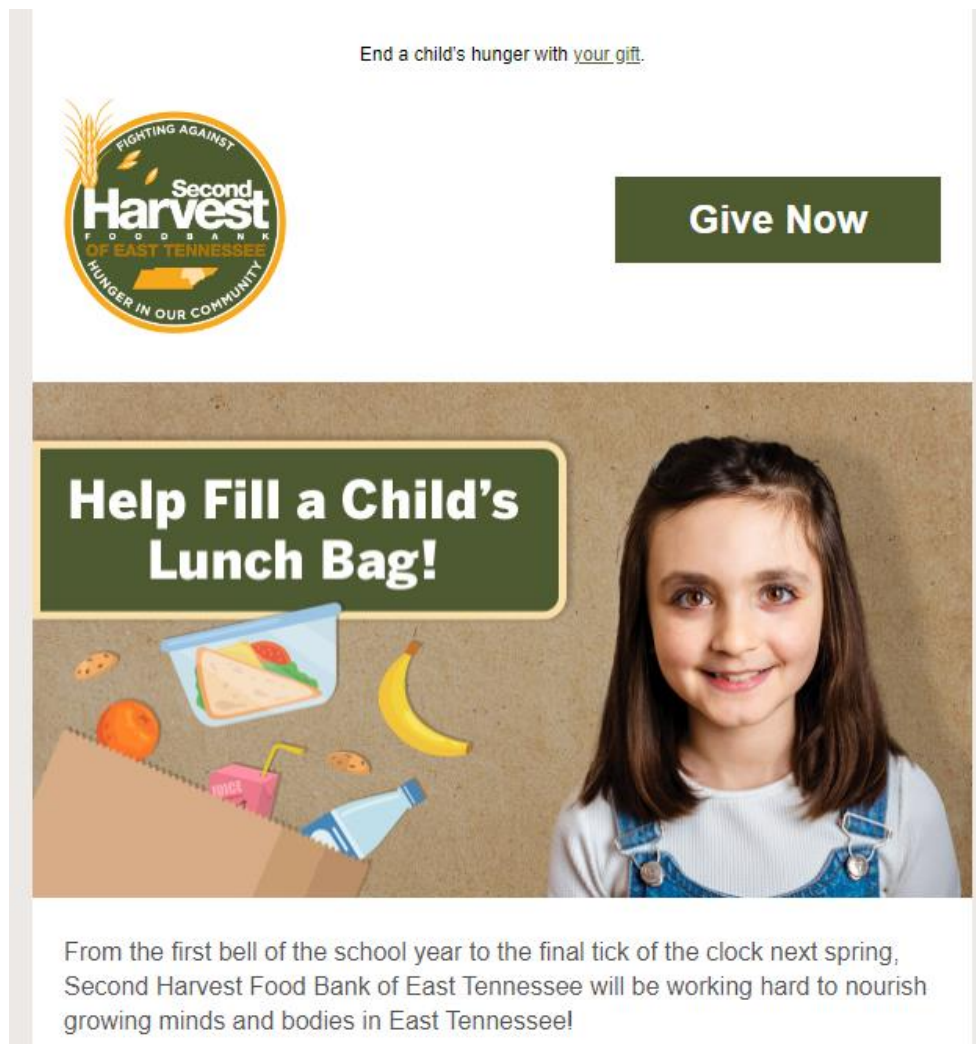 End a child's hunger with your gift.
FIGHTING AGAINST
Second
Harvest
FOOD BANK
OF EAST TENNESSEE
HUNGER IN OUR COMMUNITY
Give Now
Help Fill a Child's
Lunch Bag!
JUICE
From the first bell of the school year to the final tick of the clock next spring,
Second Harvest Food Bank of East Tennessee will be working hard to nourish
growing minds and bodies in East Tennessee!